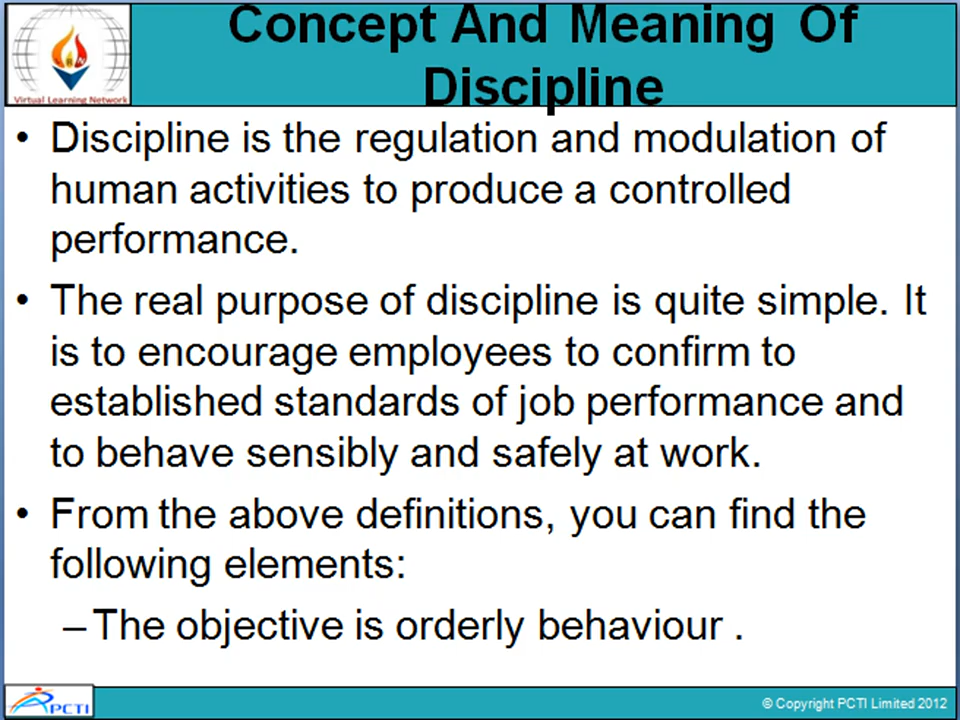 Concept And Meaning Of
Discipline
Virtual Learning Network
• Discipline is the regulation and modulation of
human activities to produce a controlled
performance.
• The real purpose of discipline is quite simple. It
is to encourage employees to confirm to
established standards of job performance and
to behave sensibly and safely at work.
• From the above definitions, you can find the
following elements:
–The objective is orderly behaviour .
PCTI
© Copyright PCTI Limited 2012